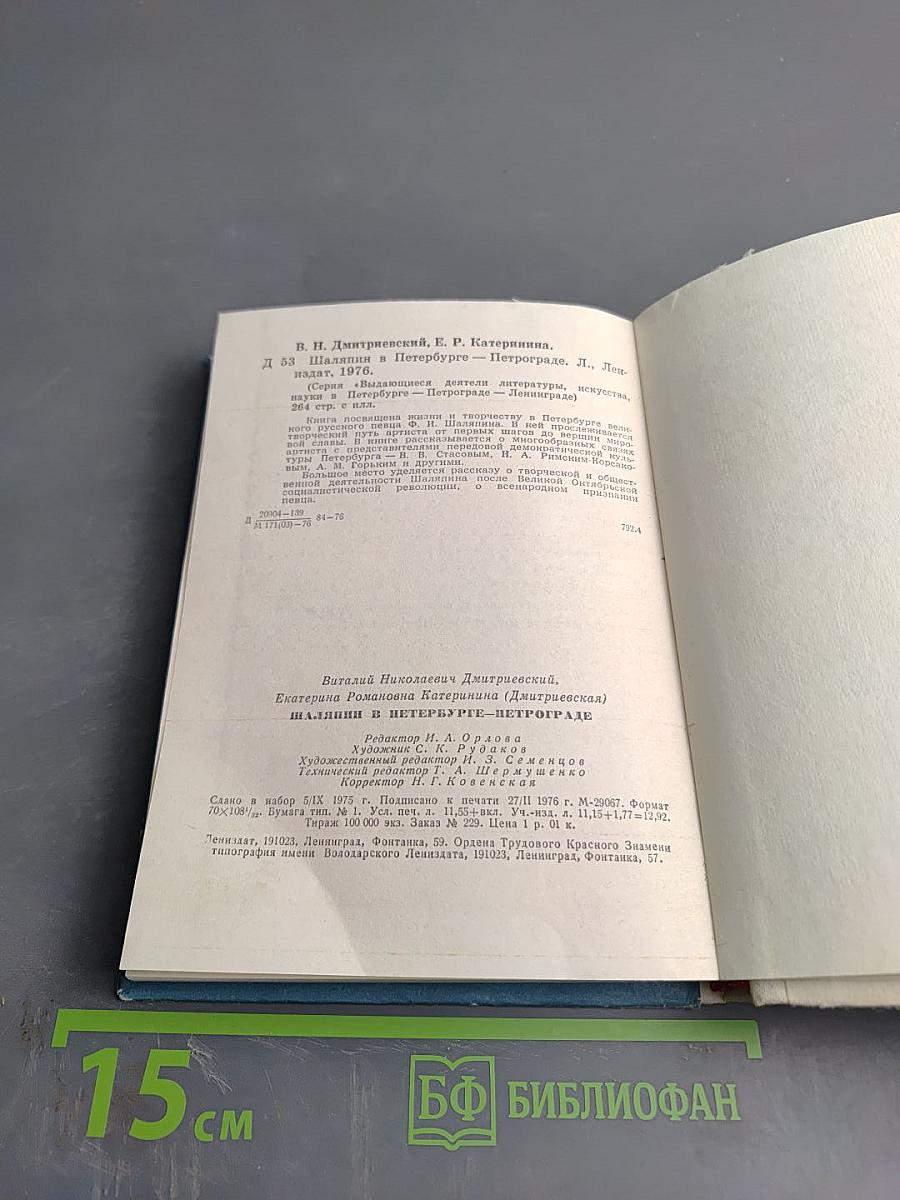 В. Н. Дмитриевский, Е. Р. Катеринина.
Д 53 Шаляпин в Петербурге — Петрограде. Л., Лен-
издат, 1976.
(Серия «Выдающиеся деятели литературы, искусства,
науки в Петербурге — Петрограде — Ленинграде)
264 стр. с илл.
Книга посвящена жизни и творчеству в Петербурге вели-
кого русского певца Ф. И. Шаляпина. В ней прослеживается
творческий путь артиста от первых шагов до вершин миро-
вой славы. В книге рассказывается о многообразных связях
артиста с представителями передовой демократической куль-
туры Петербурга — В. В. Стасовым, Н. А. Римским-Корсако-
вым, А. М. Горьким и другими.
Большое место уделяется рассказу о творческой и общест-
венной деятельности Шаляпина после Великой Октябрьской
социалистической революции, о всенародном признании
певца.
Д 20904—139
М 171(03)—76 84—76
792.4
Виталий Николаевич Дмитриевский,
Екатерина Романовна Катеринина (Дмитриевская)
ШАЛЯПИН В ПЕТЕРБУРГЕ—ПЕТРОГРАДЕ
Редактор И. А. Орлова
Художник С. К. Рудаков
Художественный редактор И. З. Семенцов
Технический редактор Т. А. Шермушенко
Корректор Н. Г. Ковенская
Сдано в набор 5/IX 1975 г. Подписано к печати 27/II 1976 г. М-29067. Формат
70×108¹/₃₂. Бумага тип. № 1. Усл. печ. л. 11,55+вкл. Уч.-изд. л. 11,15+1,77=12,92.
Тираж 100 000 экз. Заказ № 229. Цена 1 р. 01 к.
Лениздат, 191023, Ленинград, Фонтанка, 59. Ордена Трудового Красного Знамени
типография имени Володарского Лениздата, 191023, Ленинград, Фонтанка, 57.
15 см
БФ БИБЛИОФАН